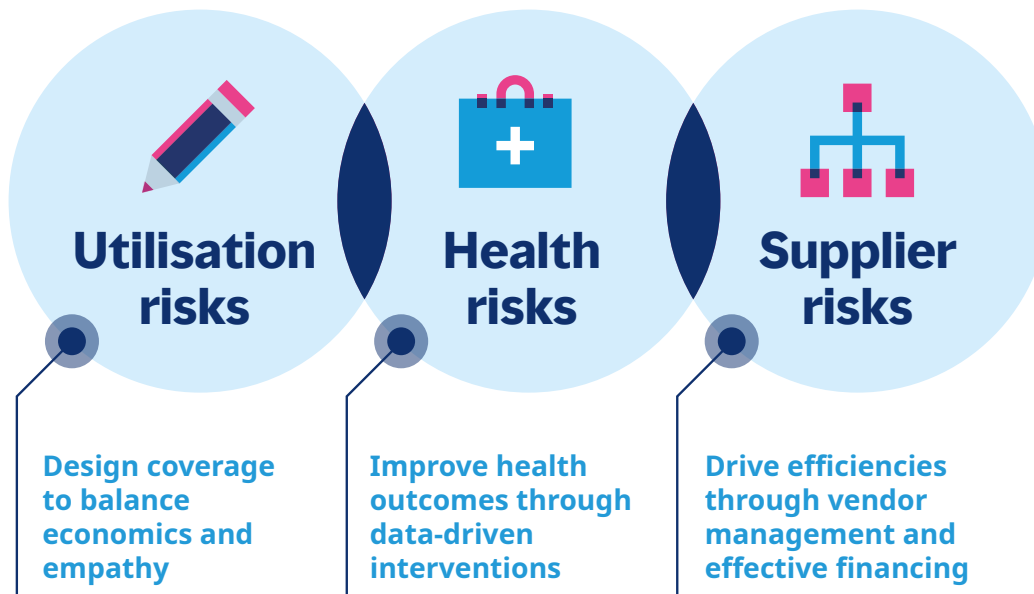 Utilisation
risks
Health
risks
Supplier
risks
Design coverage
to balance
economics and
empathy
Improve health
outcomes through
data-driven
interventions
Drive efficiencies
through vendor
management and
effective financing